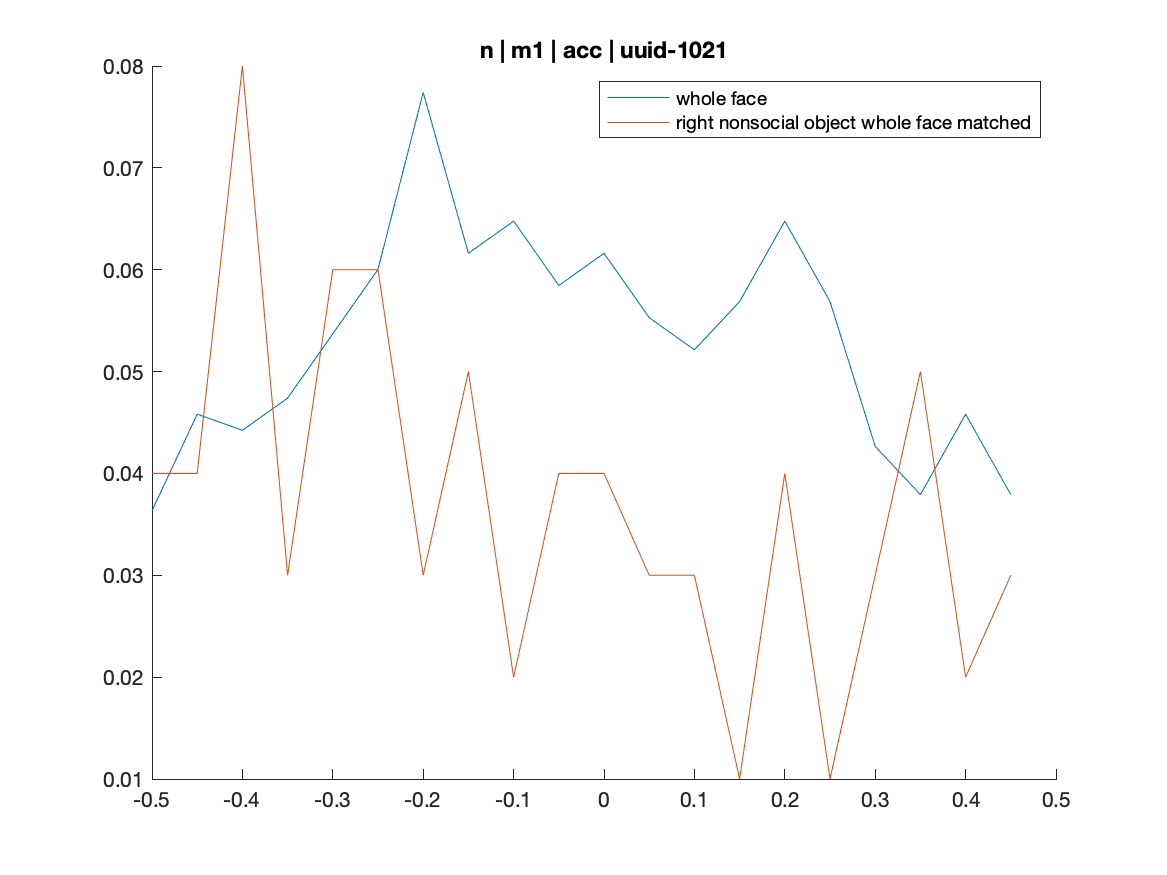 n | m1 | acc | uuid-1021
whole face
right nonsocial object whole face matched
0.08
0.07
0.06
0.05
0.04
0.03
0.02
0.01
-0.5 -0.4 -0.3 -0.2 -0.1 0 0.1 0.2 0.3 0.4 0.5